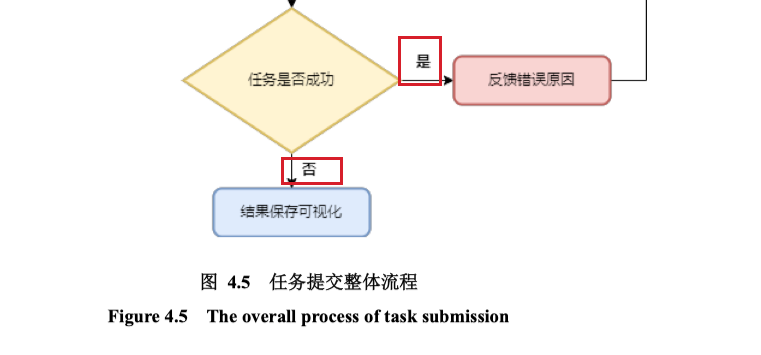 是
任务是否成功
反馈错误原因
否
结果保存可视化
图 4.5 任务提交整体流程
Figure 4.5 The overall process of task submission